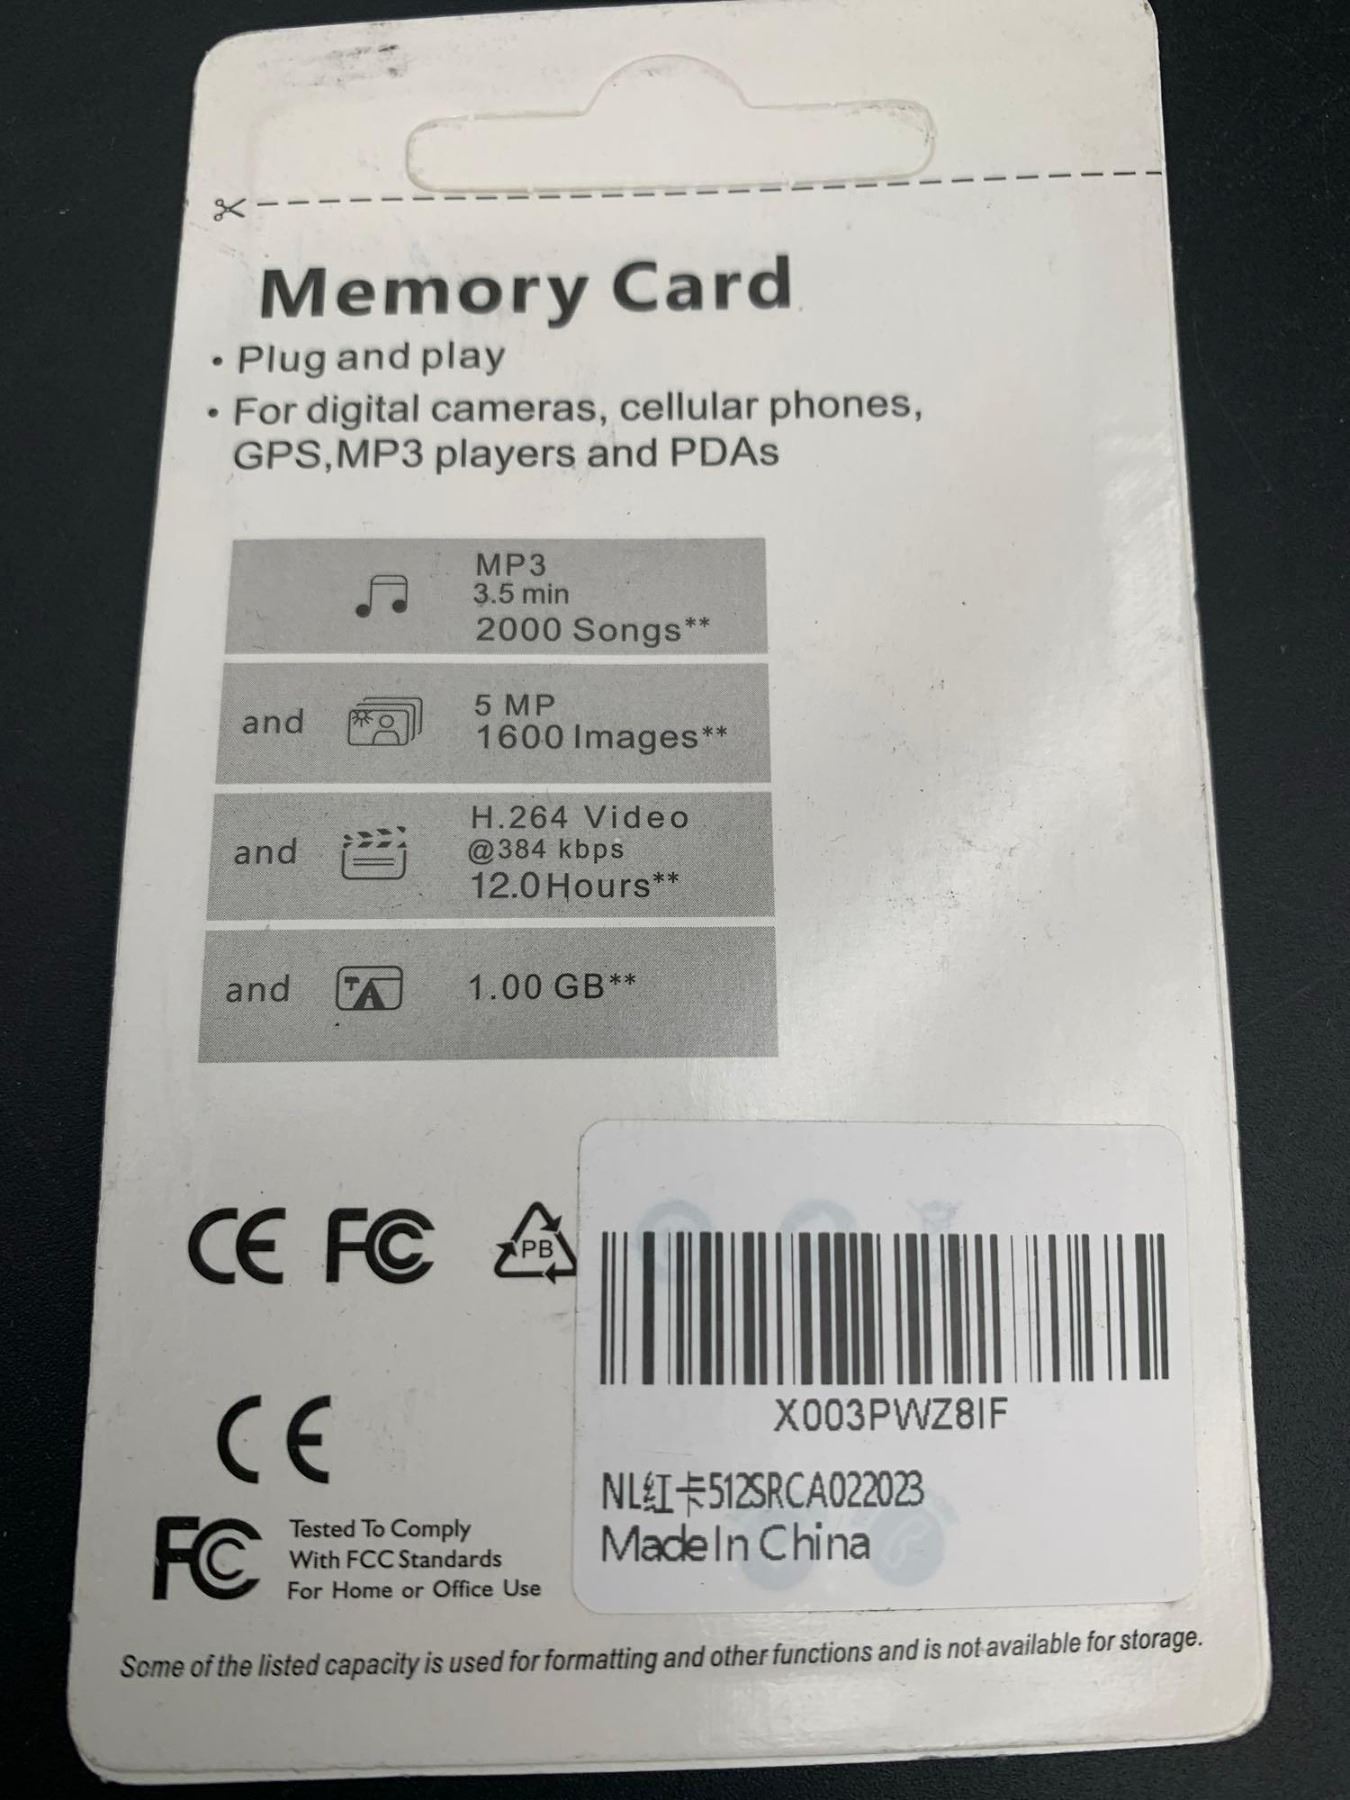 Memory Card
• Plug and play
• For digital cameras, cellular phones,
GPS,MP3 players and PDAs
MP3
3.5 min
2000 Songs**
and
5 MP
1600 Images**
and
H.264 Video
@384 kbps
12.0Hours**
and
TA
1.00 GB**
CE FC
PB
X003PWZ8IF
CE
NL红卡512SRCA022023
Made In China
FC
Tested To Comply
With FCC Standards
For Home or Office Use
Some of the listed capacity is used for formatting and other functions and is not available for storage.